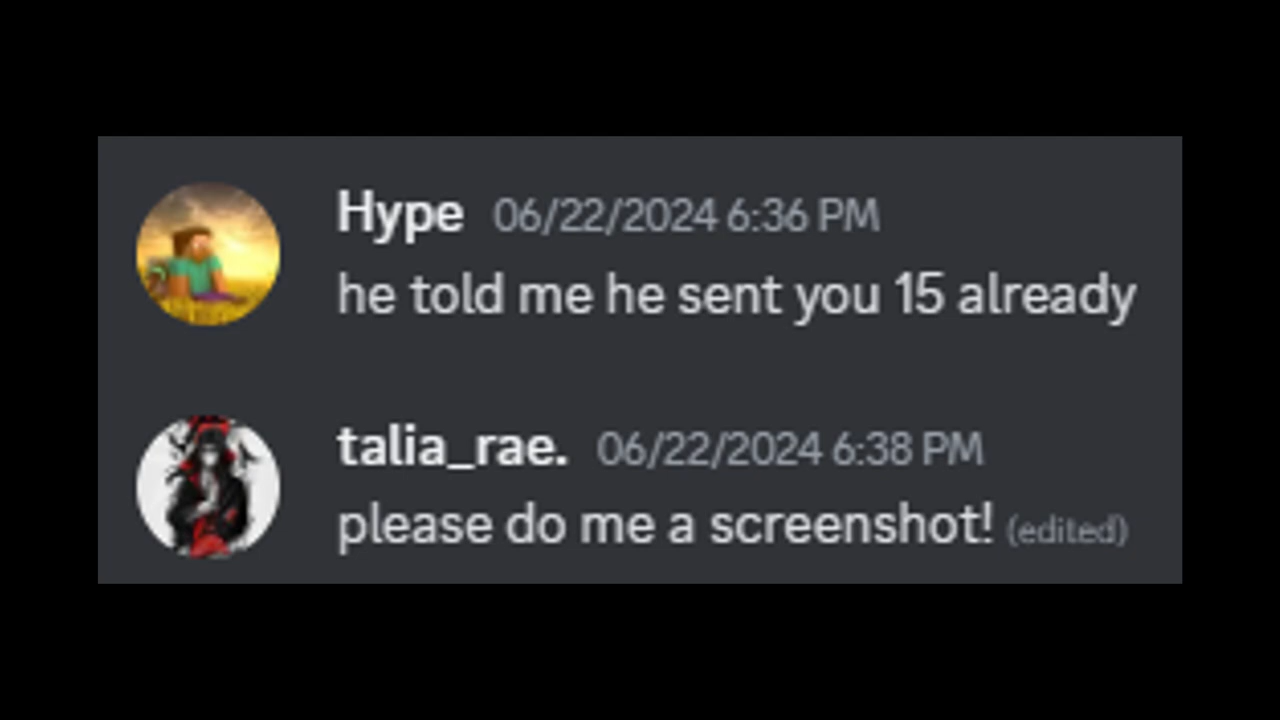 Hype 06/22/2024 6:36 PM
he told me he sent you 15 already
talia_rae. 06/22/2024 6:38 PM
please do me a screenshot! (edited)